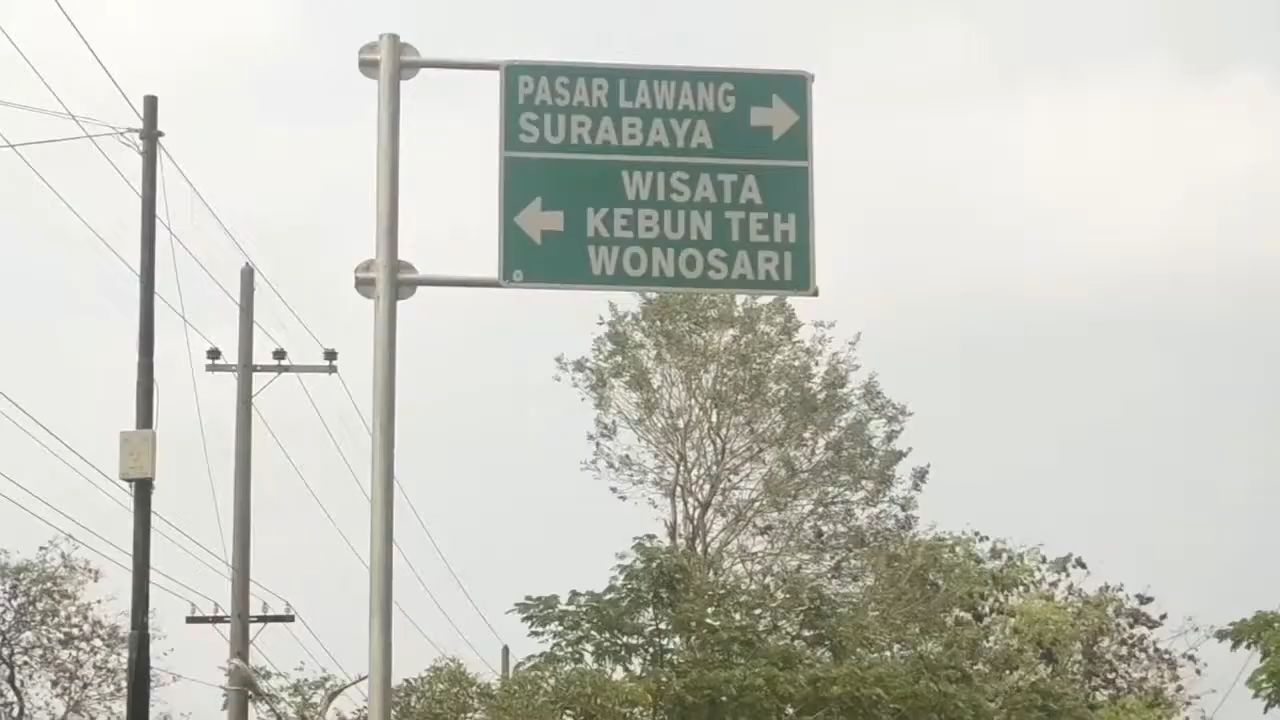 PASAR LAWANG
SURABAYA
WISATA
KEBUN TEH
WONOSARI